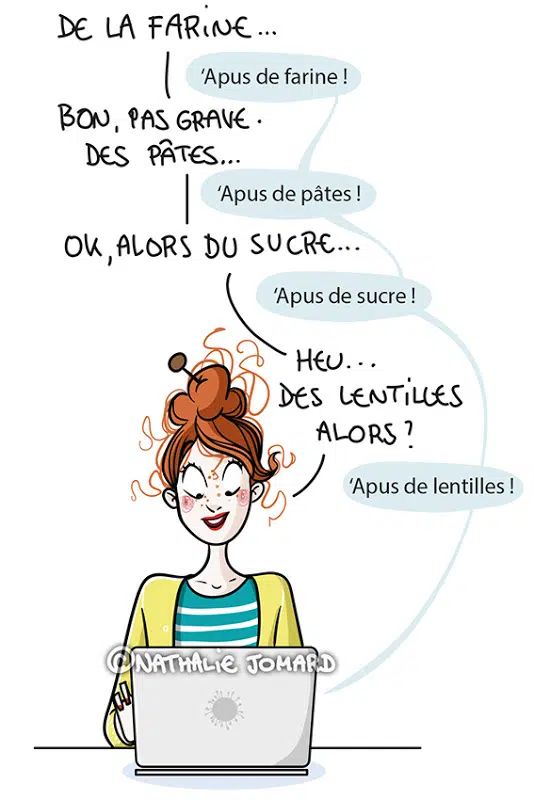 DE LA FARINE...
'Apus de farine !
BON, PAS GRAVE.
DES PÂTES...
'Apus de pâtes !
OK, ALORS DU SUCRE...
'Apus de sucre !
HEU...
DES LENTILLES
ALORS ?
'Apus de lentilles !
@NATHALIE JOMARD